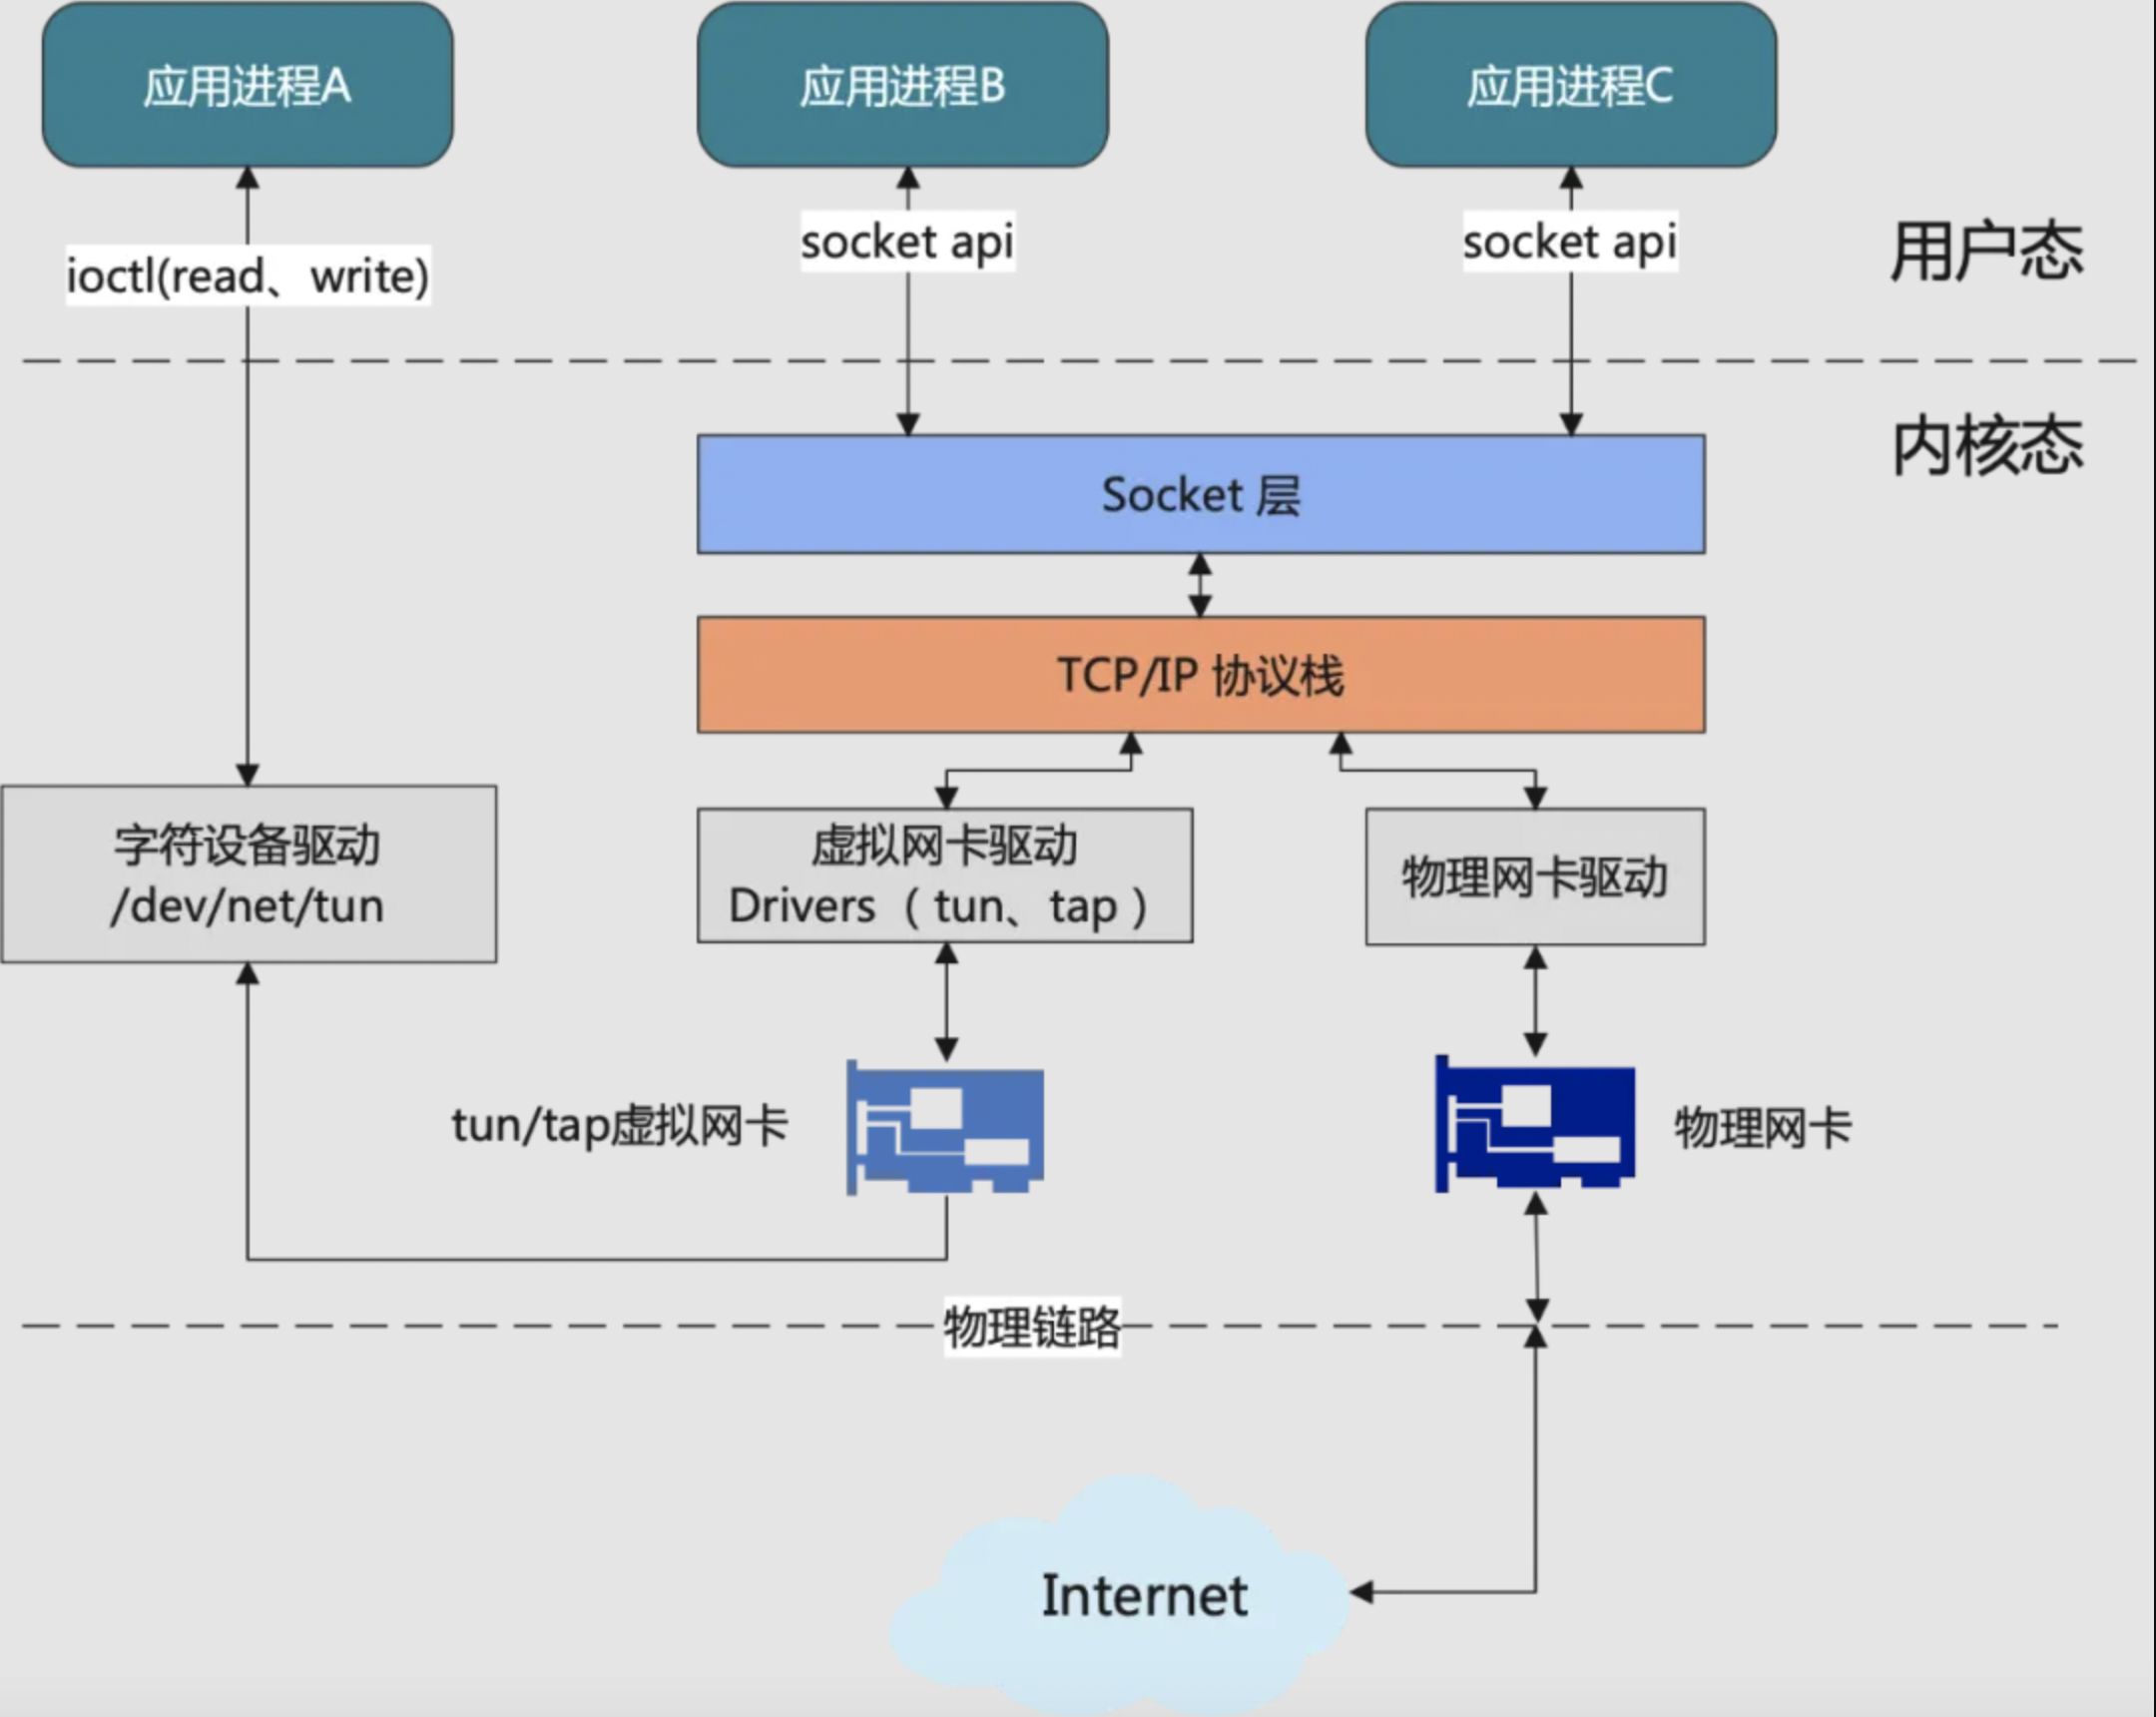 应用进程A
应用进程B
应用进程C
ioctl(read、write)
socket api
socket api
用户态
内核态
Socket 层
TCP/IP 协议栈
字符设备驱动
/dev/net/tun
虚拟网卡驱动
Drivers（tun、tap）
物理网卡驱动
tun/tap虚拟网卡
物理网卡
物理链路
Internet